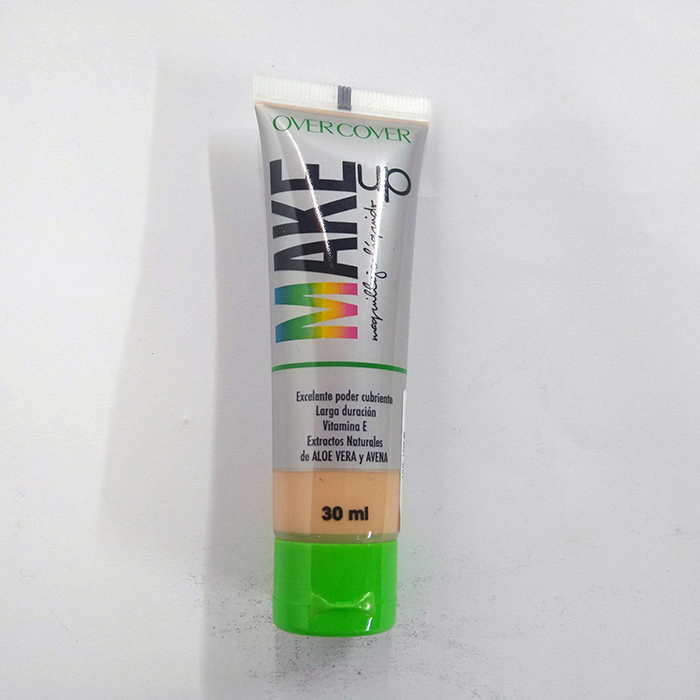 OVER COVER
MAKE up
maquillaje líquido
Excelente poder cubriente
Larga duración
Vitamina E
Extractos Naturales
de ALOE VERA y AVENA
30 ml